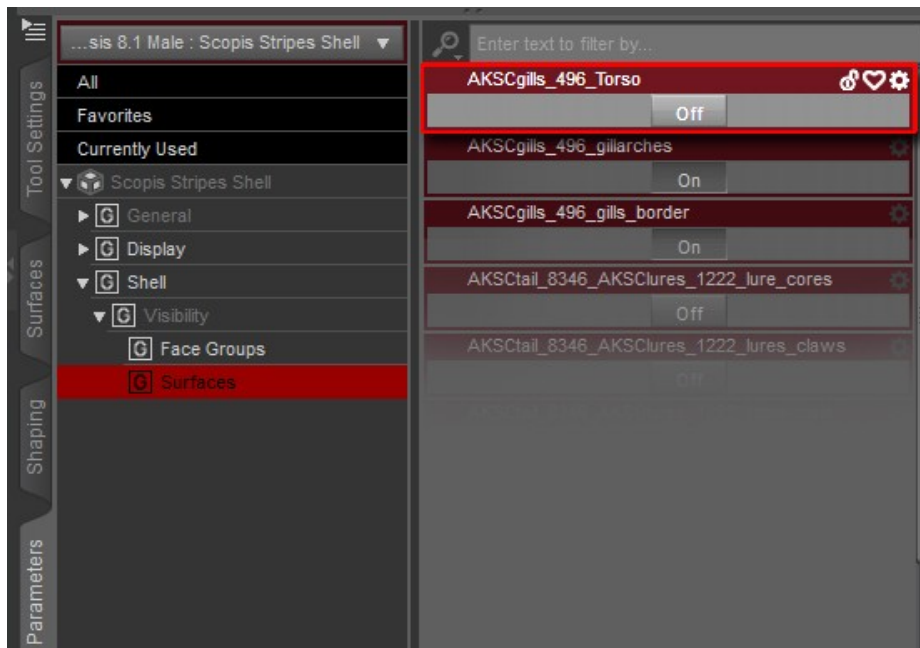 ...sis 8.1 Male : Scopis Stripes Shell
Enter text to filter by...
All
Favorites
Currently Used
Scopis Stripes Shell
G General
G Display
G Shell
G Visibility
G Face Groups
G Surfaces
AKSCgills_496_Torso
Off
AKSCgills_496_gillarches
On
AKSCgills_496_gills_border
On
AKSCtail_8346_AKSClures_1222_lure_cores
Off
AKSCtail_8346_AKSClures_1222_lures_claws
Off
Tool Settings
Surfaces
Shaping
Parameters